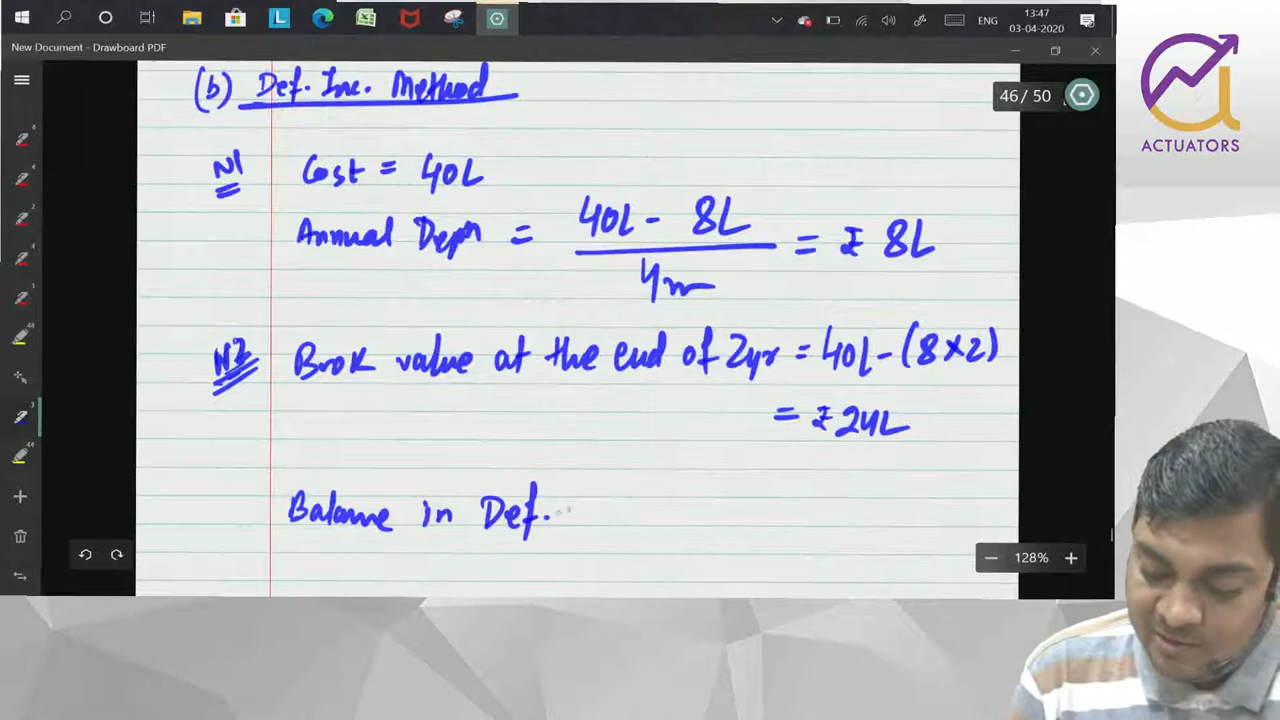 13:47
ENG
03-04-2020
New Document - Drawboard PDF
46 / 50
ACTUATORS
(b) Def. Inc. Method
N1 Cost = 40L
Annual Depn = 40L - 8L / 4yr = ₹ 8L
N2 Book value at the end of 2yr = 40L - (8×2)
= ₹24L
Balance in Def.
128%